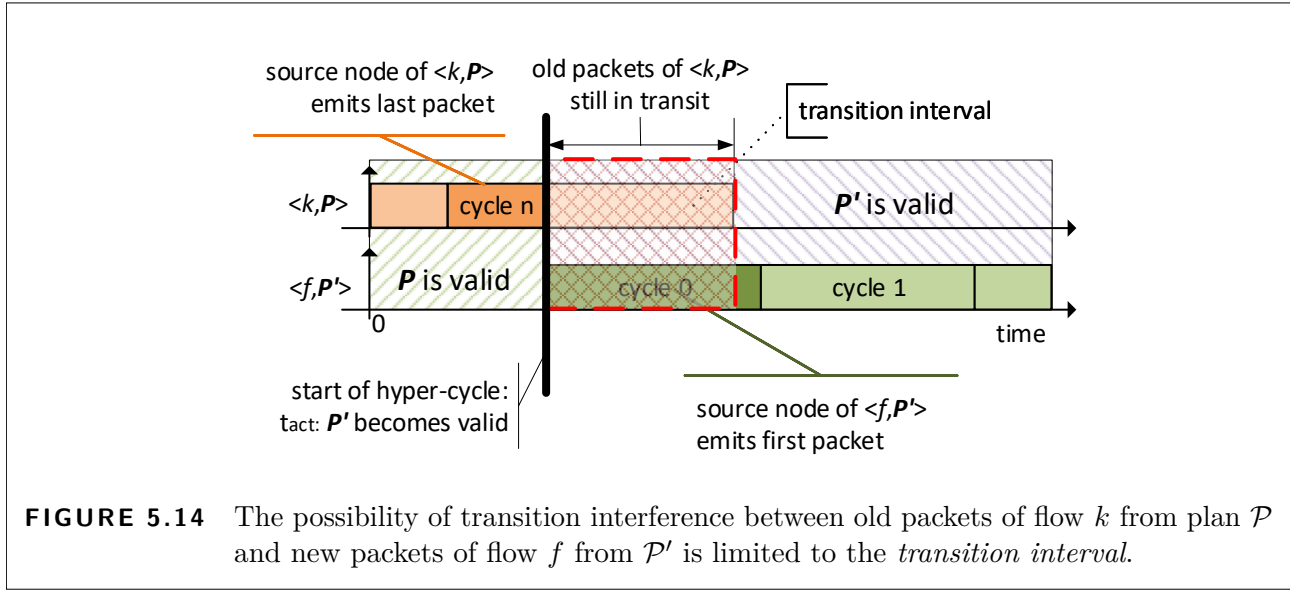 source node of <k,P>
emits last packet
old packets of <k,P>
still in transit
transition interval
<k,P>
cycle n
P' is valid
<f,P'>
P is valid
cycle 0
cycle 1
0
time
start of hyper-cycle:
tact: P' becomes valid
source node of <f,P'>
emits first packet
FIGURE 5.14 The possibility of transition interference between old packets of flow k from plan 𝒫
and new packets of flow f from 𝒫′ is limited to the transition interval.